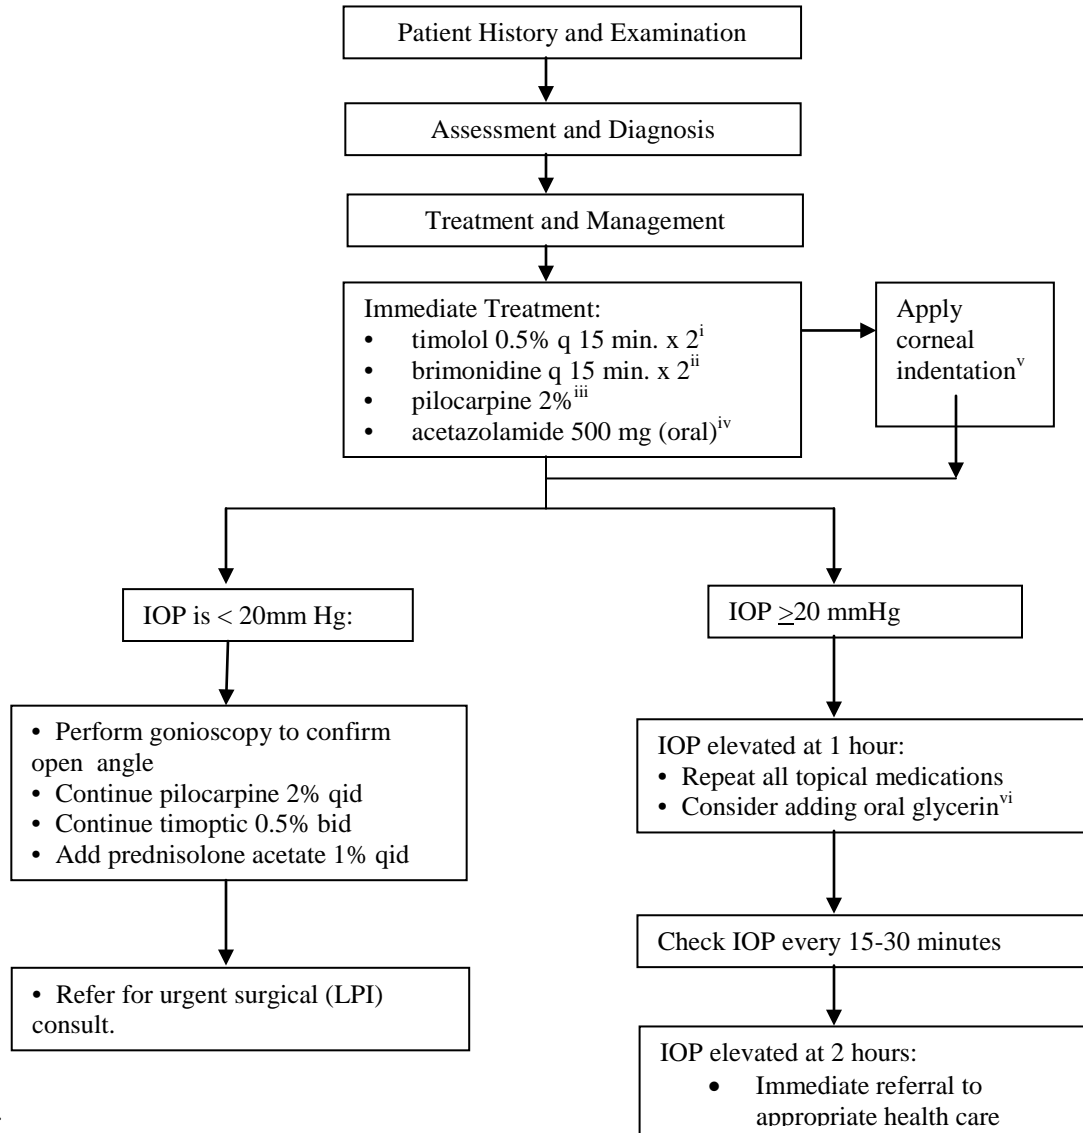 Patient History and Examination
Assessment and Diagnosis
Treatment and Management
Immediate Treatment:
• timolol 0.5% q 15 min. x 2i
• brimonidine q 15 min. x 2ii
• pilocarpine 2%iii
• acetazolamide 500 mg (oral)iv
Apply
corneal
indentationv
IOP is < 20mm Hg:
• Perform gonioscopy to confirm
open angle
• Continue pilocarpine 2% qid
• Continue timoptic 0.5% bid
• Add prednisolone acetate 1% qid
• Refer for urgent surgical (LPI)
consult.
IOP ≥20 mmHg
IOP elevated at 1 hour:
• Repeat all topical medications
• Consider adding oral glycerinvi
Check IOP every 15-30 minutes
IOP elevated at 2 hours:
• Immediate referral to
appropriate health care